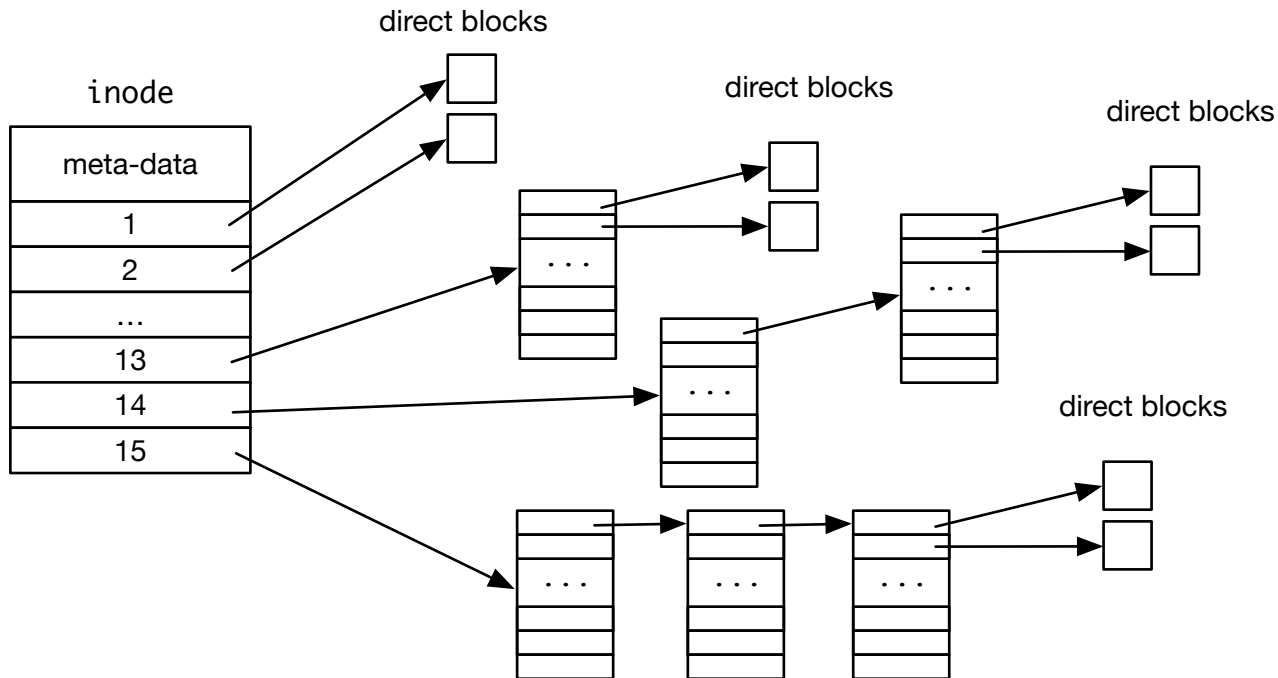 direct blocks
direct blocks
direct blocks
inode
meta-data
1
2
...
13
14
15
. . .
. . .
. . .
direct blocks
. . .
. . .
. . .